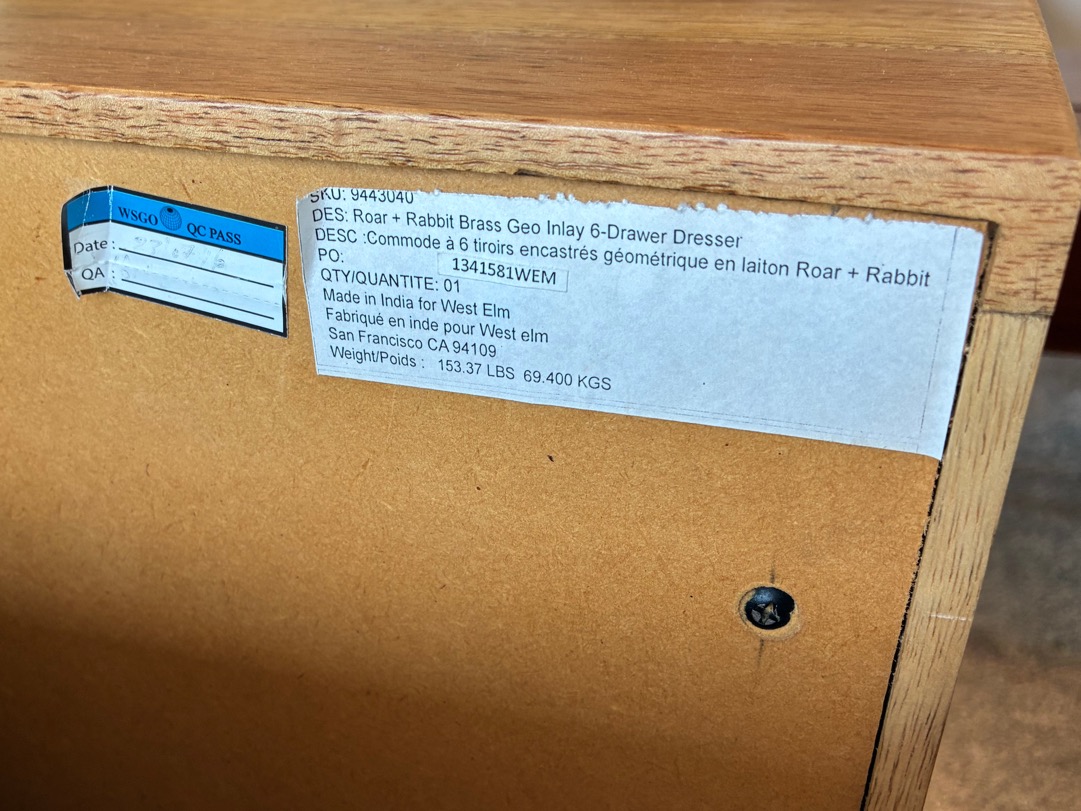 WSGO QC PASS
Date:
QA :
SKU: 9443040
DES: Roar + Rabbit Brass Geo Inlay 6-Drawer Dresser
DESC :Commode à 6 tiroirs encastrés géométrique en laiton Roar + Rabbit
PO: 1341581WEM
QTY/QUANTITE: 01
Made in India for West Elm
Fabriqué en inde pour West elm
San Francisco CA 94109
Weight/Poids : 153.37 LBS 69.400 KGS